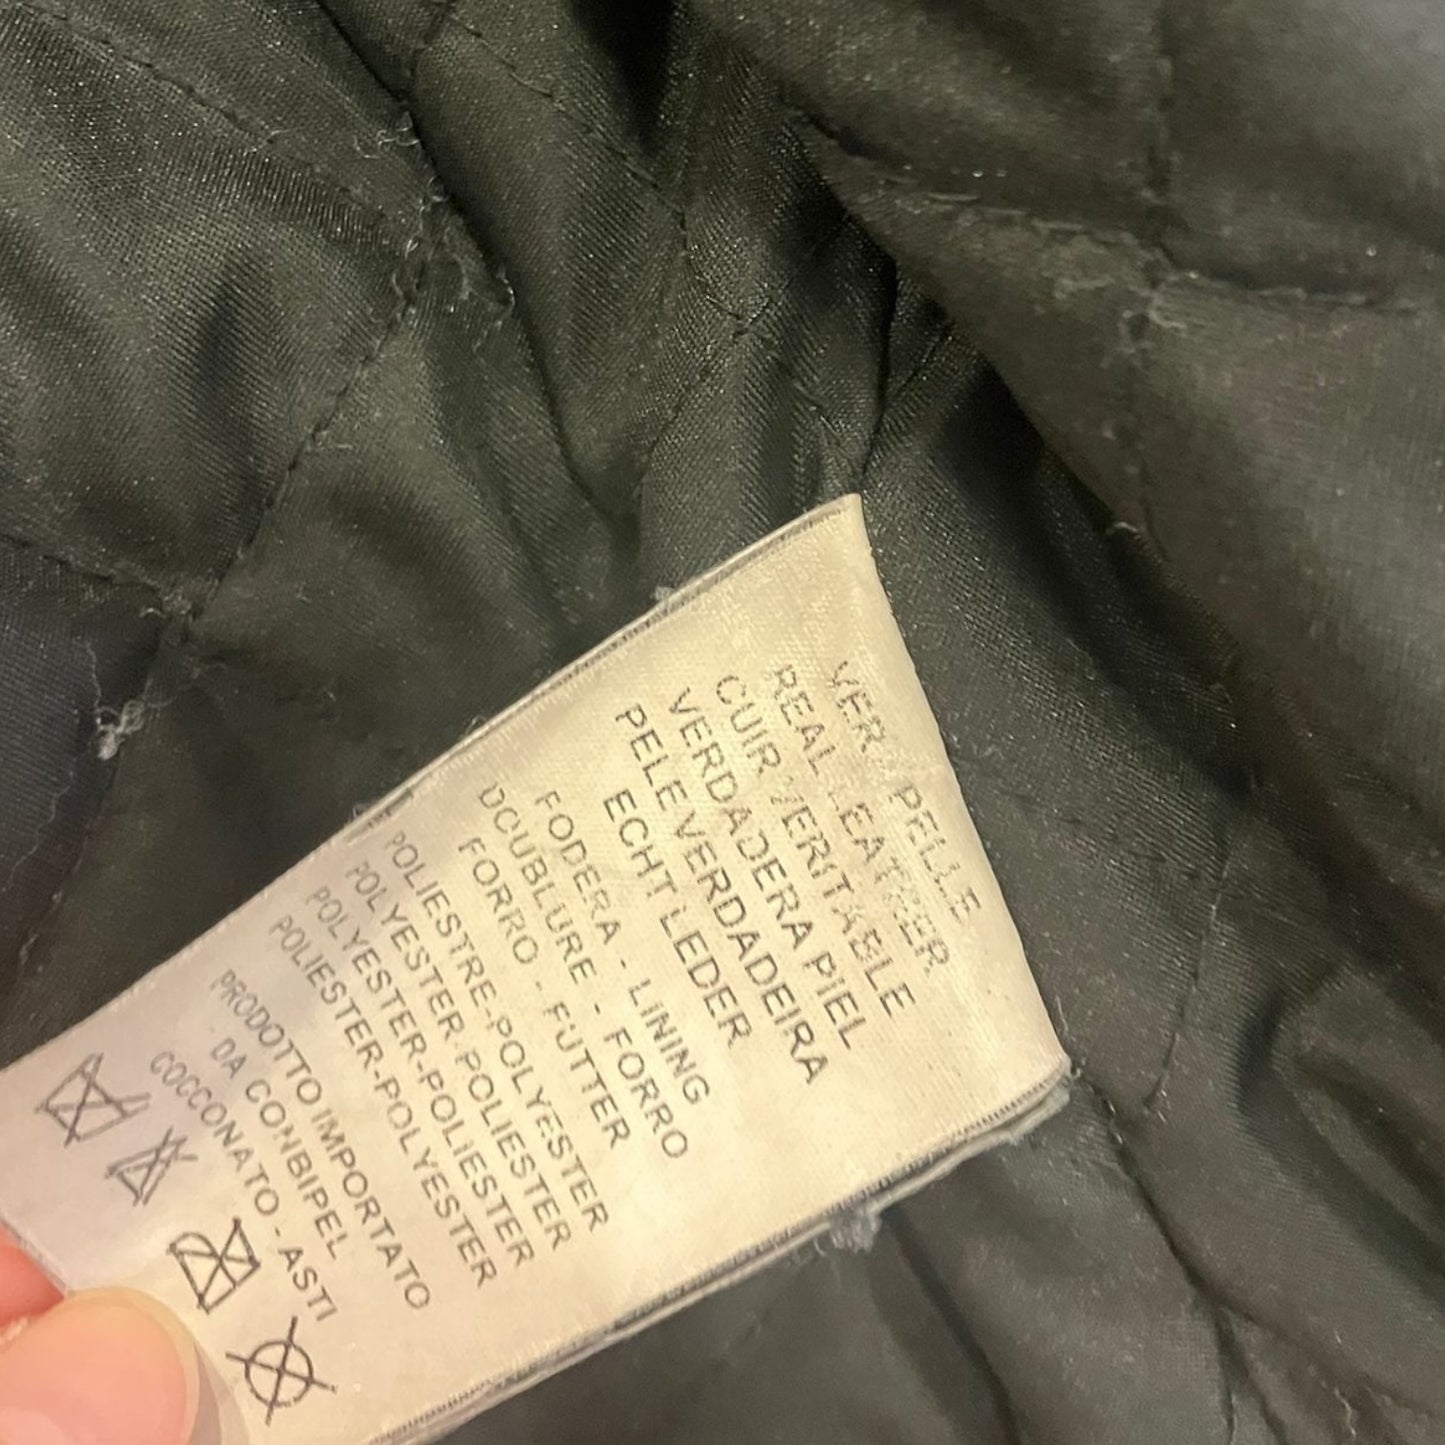 VERA PELLE
REAL LEATHER
CUIR VERITABLE
VERDADERA PIEL
PELE VERDADEIRA
ECHT LEDER
FODERA - LINING
DOUBLURE - FORRO
FORRO - FUTTER
POLIESTRE-POLYESTER
POLYESTER-POLIESTER
POLYESTER-POLIESTER
POLIESTER-POLYESTER
PRODOTTO IMPORTATO
DA CONBIPEL
COCCONATO - ASTI